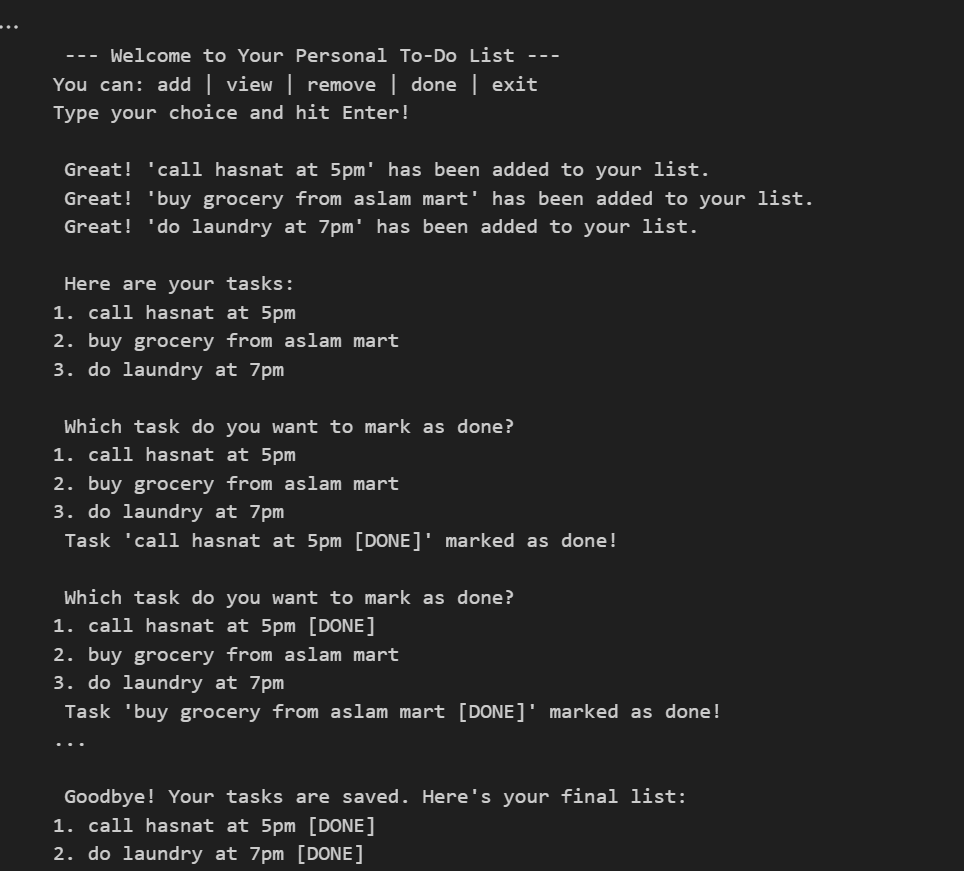 ...
--- Welcome to Your Personal To-Do List ---
You can: add | view | remove | done | exit
Type your choice and hit Enter!
Great! 'call hasnat at 5pm' has been added to your list.
Great! 'buy grocery from aslam mart' has been added to your list.
Great! 'do laundry at 7pm' has been added to your list.
Here are your tasks:
1. call hasnat at 5pm
2. buy grocery from aslam mart
3. do laundry at 7pm
Which task do you want to mark as done?
1. call hasnat at 5pm
2. buy grocery from aslam mart
3. do laundry at 7pm
Task 'call hasnat at 5pm [DONE]' marked as done!
Which task do you want to mark as done?
1. call hasnat at 5pm [DONE]
2. buy grocery from aslam mart
3. do laundry at 7pm
Task 'buy grocery from aslam mart [DONE]' marked as done!
...
Goodbye! Your tasks are saved. Here's your final list:
1. call hasnat at 5pm [DONE]
2. do laundry at 7pm [DONE]